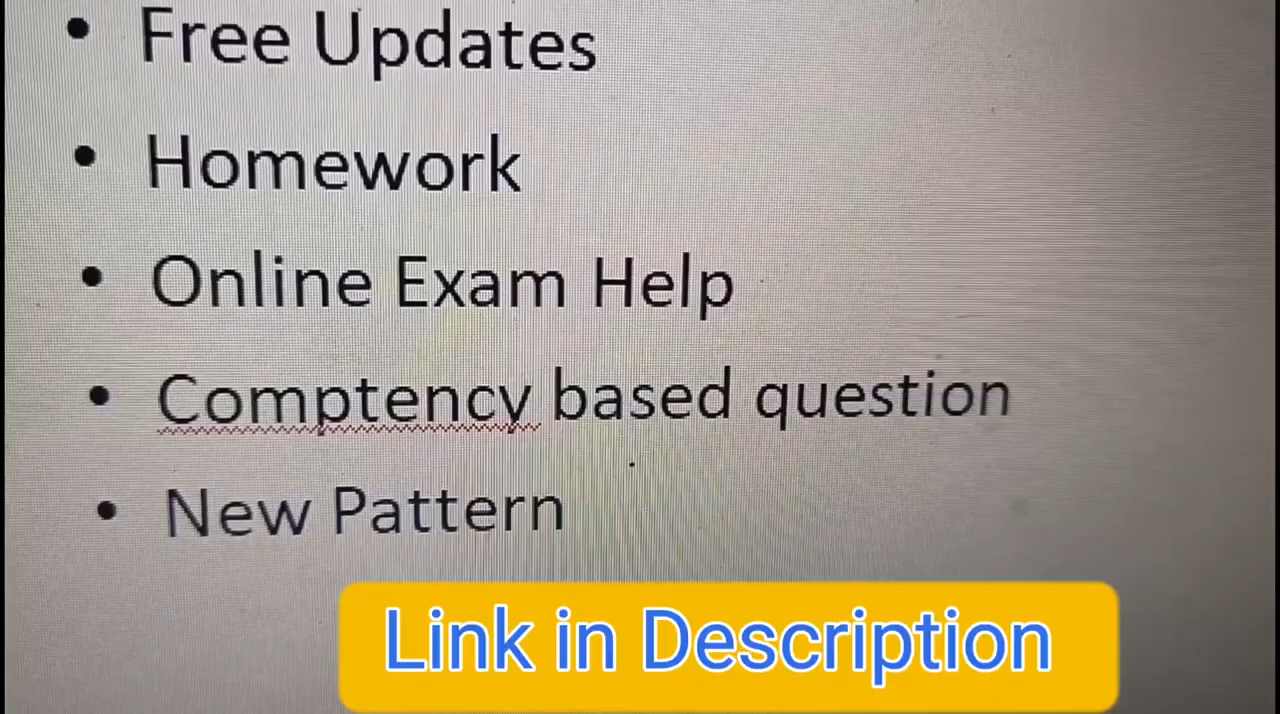 • Free Updates
• Homework
• Online Exam Help
• Comptency based question
• New Pattern
Link in Description